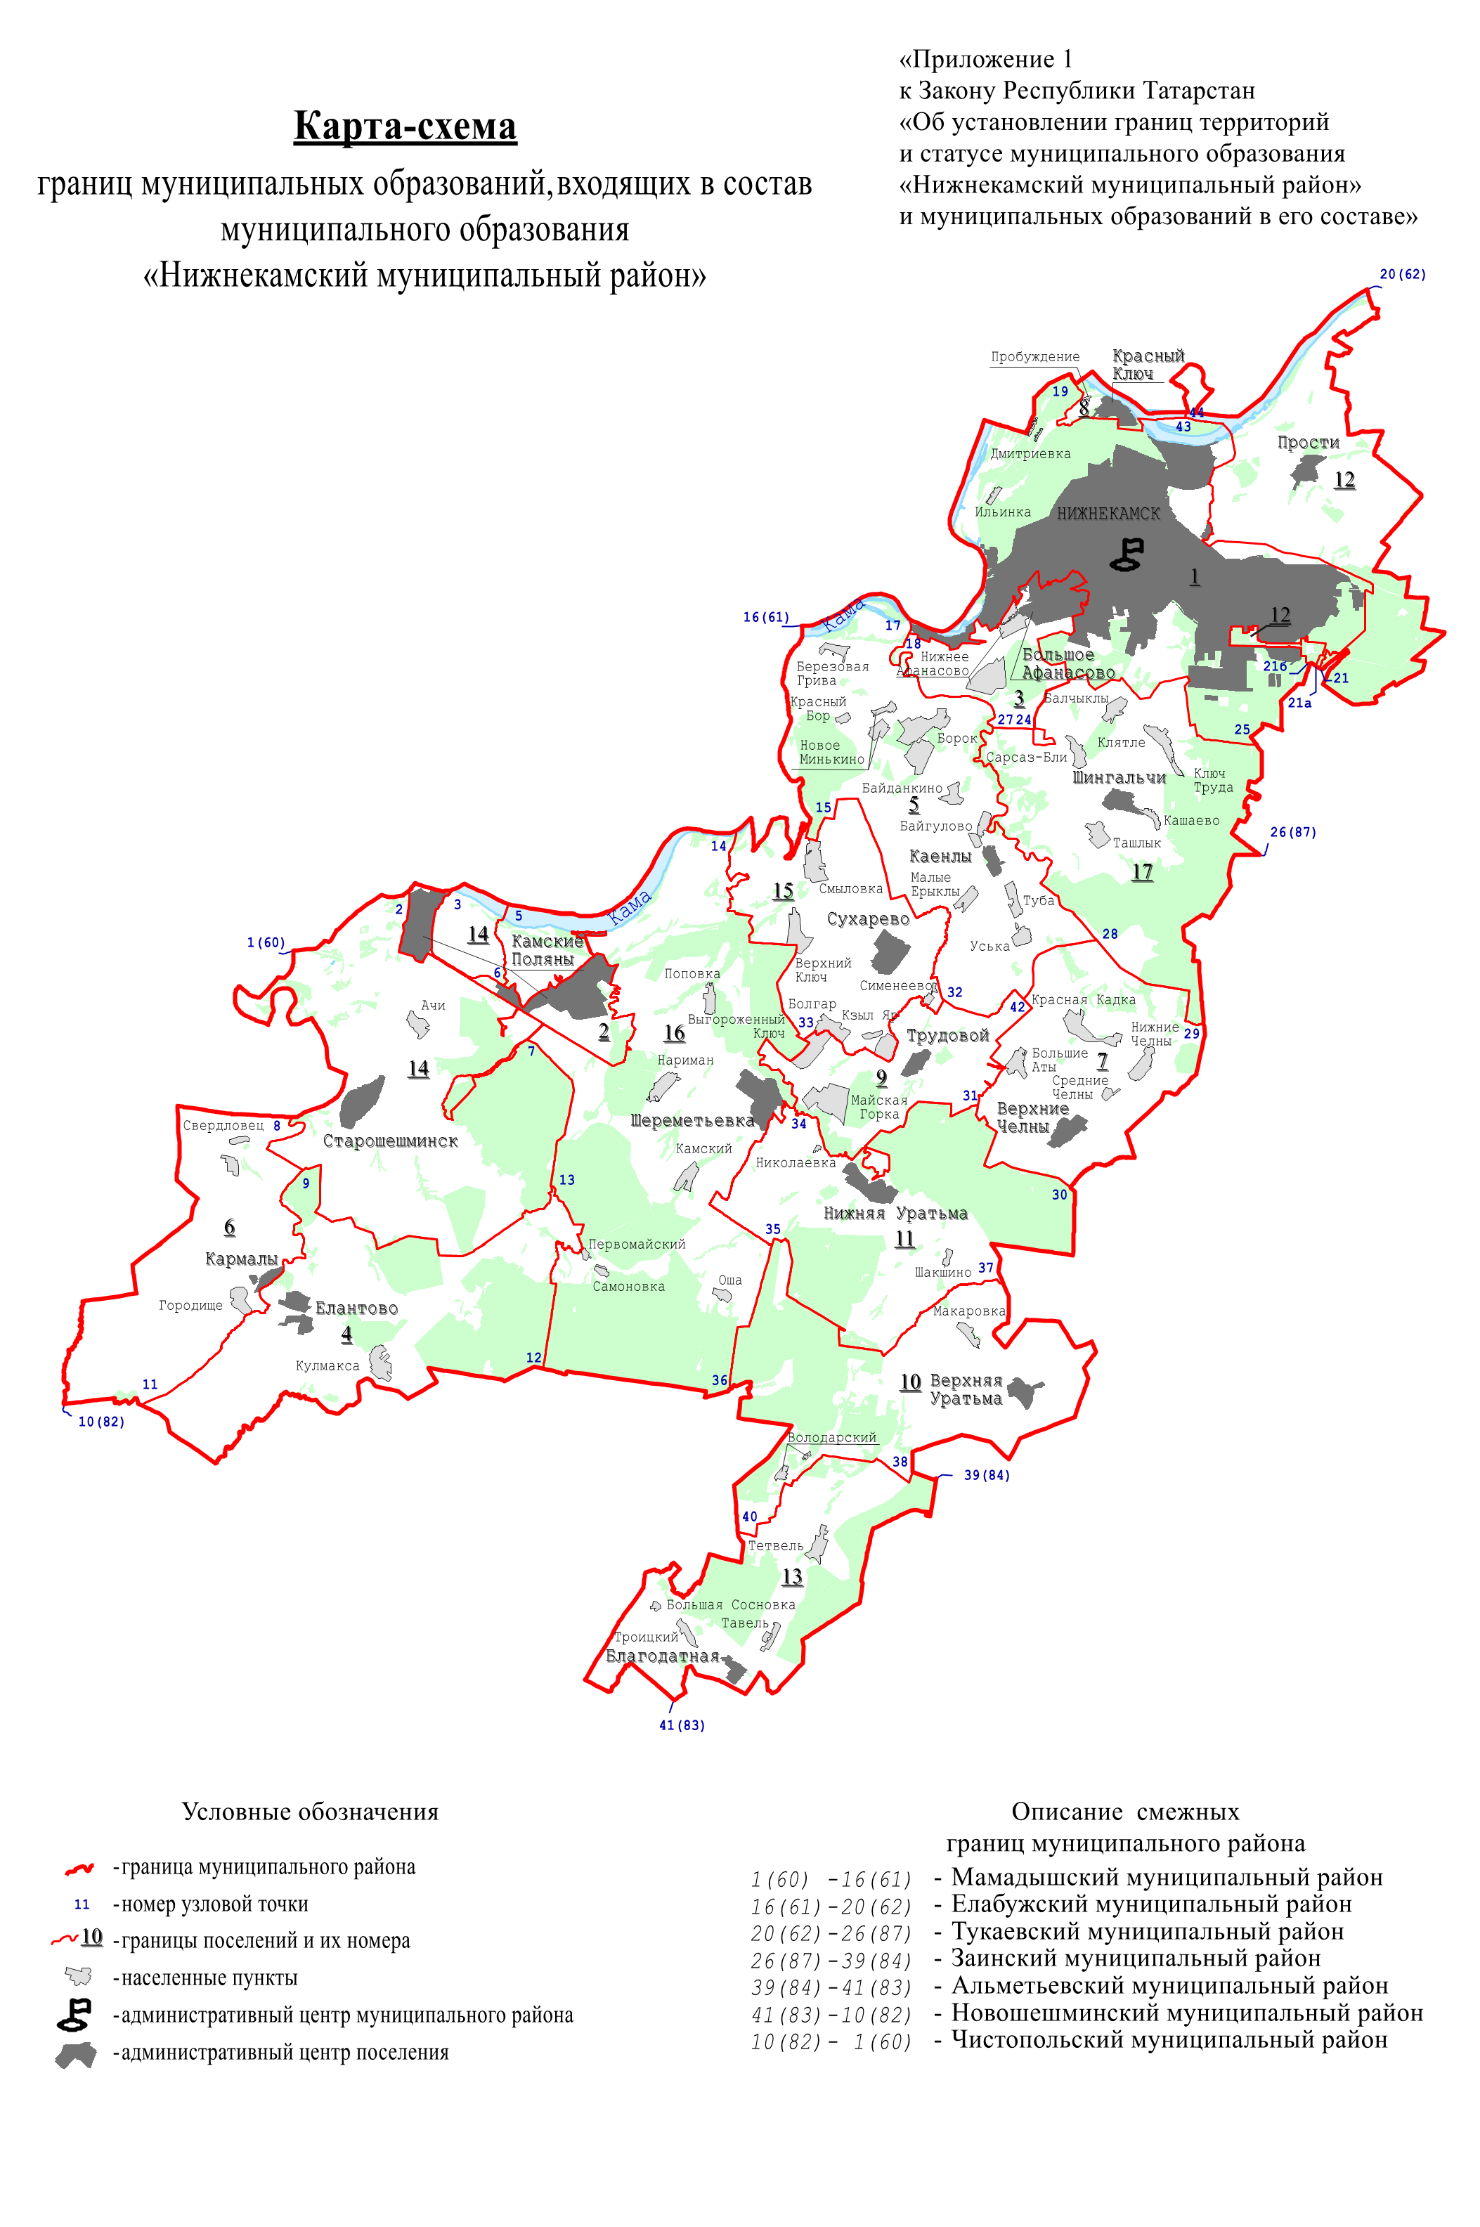 «Приложение 1
к Закону Республики Татарстан
«Об установлении границ территорий
и статусе муниципального образования
«Нижнекамский муниципальный район»
и муниципальных образований в его составе»
Карта-схема
границ муниципальных образований, входящих в состав
муниципального образования
«Нижнекамский муниципальный район»
20(62)
Пробуждение
Красный
Ключ
19
8
44
43
Прости
12
Дмитриевка
Ильинка
НИЖНЕКАМСК
1
12
16(61)
Кама
17
18
Нижнее
Афанасово
Большое
Афанасово
21б
21
21а
Березовая
Грива
3
Балчыклы
Красный
Бор
27
24
25
Борок
Клятле
Новое
Минькино
Сарсаз-Бли
Ключ
Труда
Шингальчи
Байданкино
5
15
Кашаево
Байгулово
26(87)
Ташлык
14
Каенлы
17
Малые
Ерыклы
Смыловка
15
Туба
Сухарево
Кама
2
3
5
14
Камские
Поляны
1(60)
6
Уська
28
Верхний
Ключ
Поповка
Сименеево
32
42
Красная Кадка
Ачи
Болгар
Кзыл Яр
Выгороженный
Ключ
33
2
16
Трудовой
Нижние
Челны
29
7
Большие
Аты
7
Нариман
14
9
Средние
Челны
31
Майская
Горка
Верхние
Челны
Шереметьевка
34
Свердловец
8
Старошешминск
Камский
Николаевка
9
13
30
6
Нижняя Уратьма
35
11
Кармалы
Первомайский
Шакшино
37
Самоновка
Оша
Городище
Елантово
4
Макаровка
12
Кулмакса
36
10
Верхняя
Уратьма
11
10(82)
Володарский
38
39(84)
40
Тетвель
13
Большая Сосновка
Тавель
Троицкий
Благодатная
41(83)
Условные обозначения
-граница муниципального района
11 -номер узловой точки
10 -границы поселений и их номера
-населенные пункты
-административный центр муниципального района
-административный центр поселения
Описание смежных
границ муниципального района
1(60) -16(61) - Мамадышский муниципальный район
16(61)-20(62) - Елабужский муниципальный район
20(62)-26(87) - Тукаевский муниципальный район
26(87)-39(84) - Заинский муниципальный район
39(84)-41(83) - Альметьевский муниципальный район
41(83)-10(82) - Новошешминский муниципальный район
10(82)- 1(60) - Чистопольский муниципальный район